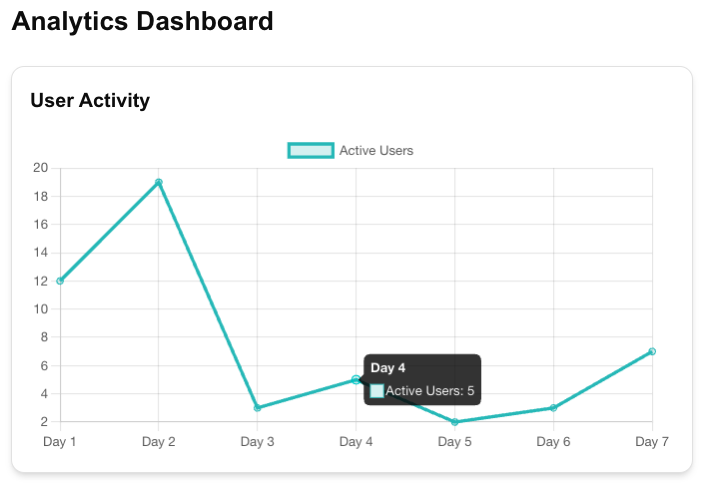 Analytics Dashboard
User Activity
Active Users
20
18
16
14
12
10
8
6
4
2
Day 4
Active Users: 5
Day 1 Day 2 Day 3 Day 4 Day 5 Day 6 Day 7